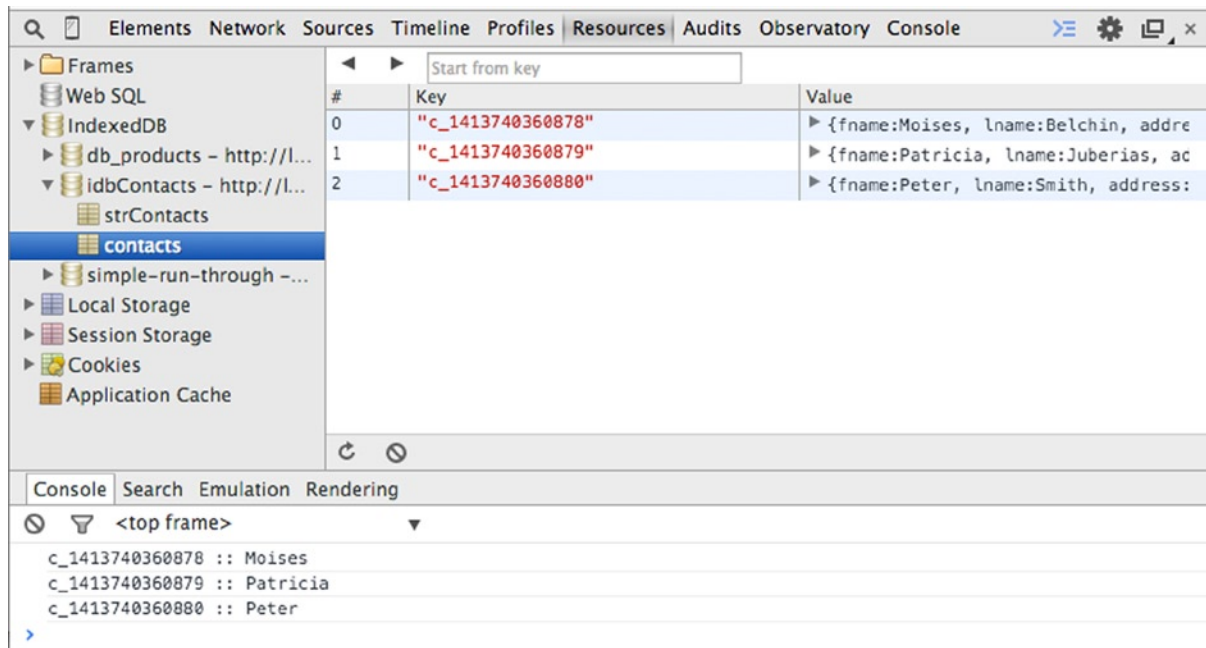 Elements Network Sources Timeline Profiles Resources Audits Observatory Console
Frames
Web SQL
IndexedDB
db_products – http://l...
idbContacts – http://l...
strContacts
contacts
simple-run-through –...
Local Storage
Session Storage
Cookies
Application Cache
Start from key
# Key Value
0 "c_1413740360878" {fname:Moises, lname:Belchin, addre
1 "c_1413740360879" {fname:Patricia, lname:Juberias, ac
2 "c_1413740360880" {fname:Peter, lname:Smith, address:
Console Search Emulation Rendering
<top frame>
c_1413740360878 :: Moises
c_1413740360879 :: Patricia
c_1413740360880 :: Peter
>